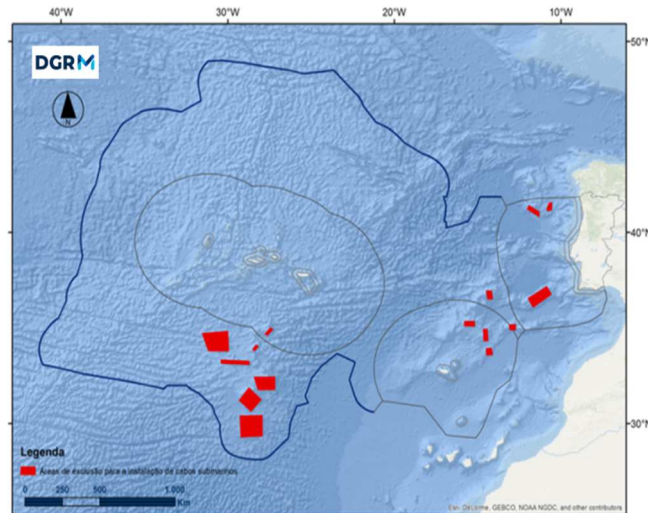 40°W 30°W 20°W 10°W
50°N
DGRM
N
40°N
30°N
Legenda
Áreas de exclusão para a instalação de cabos submarinos
0 250 500 1.000
Km
Esri, DeLorme, GEBCO, NOAA NGDC, and other contributors